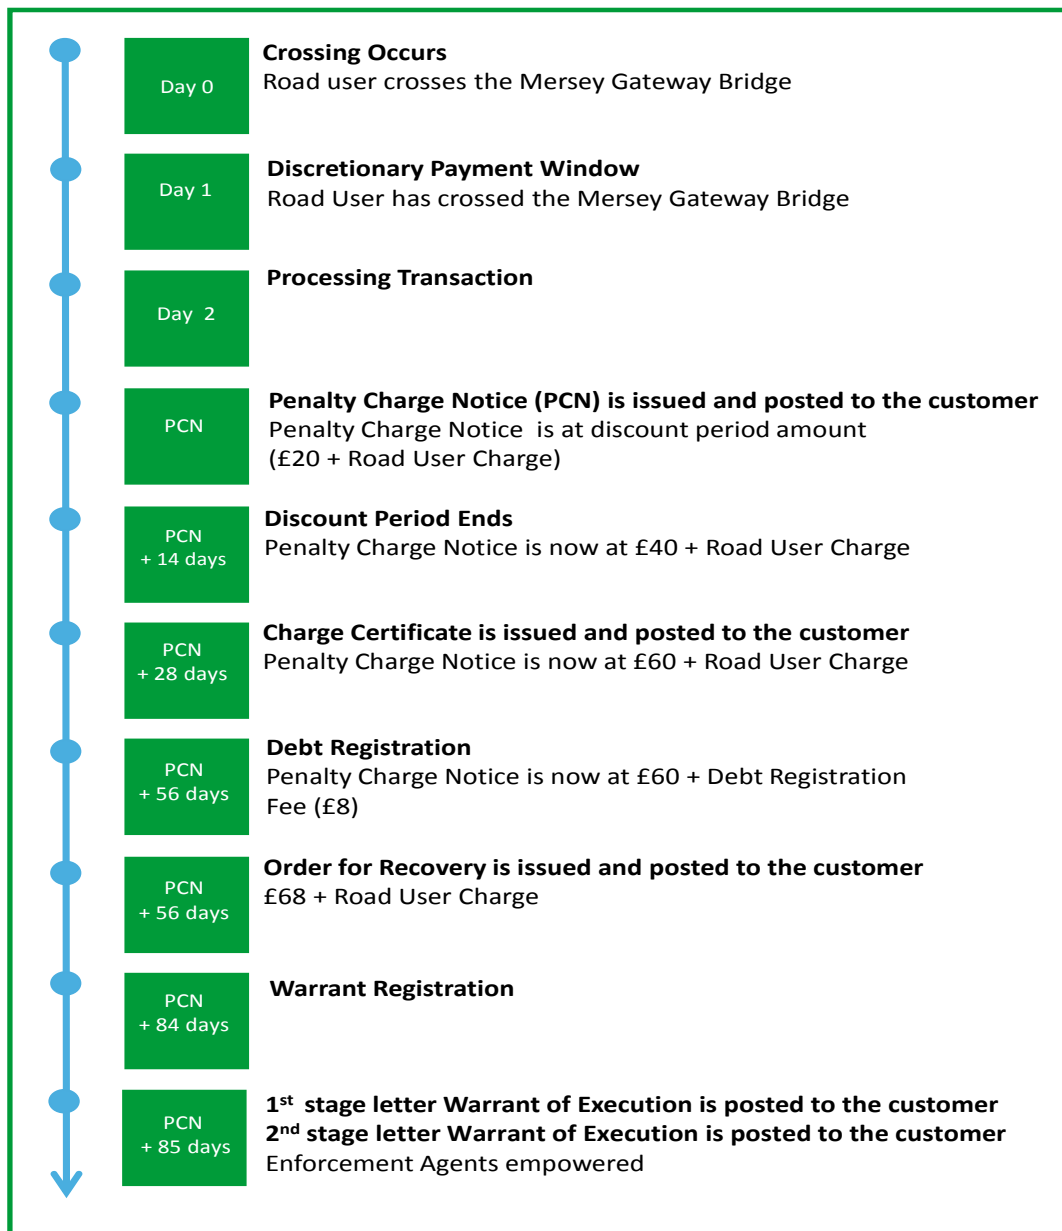 Day 0
Crossing Occurs
Road user crosses the Mersey Gateway Bridge
Day 1
Discretionary Payment Window
Road User has crossed the Mersey Gateway Bridge
Day 2
Processing Transaction
PCN
Penalty Charge Notice (PCN) is issued and posted to the customer
Penalty Charge Notice is at discount period amount
(£20 + Road User Charge)
PCN
+ 14 days
Discount Period Ends
Penalty Charge Notice is now at £40 + Road User Charge
PCN
+ 28 days
Charge Certificate is issued and posted to the customer
Penalty Charge Notice is now at £60 + Road User Charge
PCN
+ 56 days
Debt Registration
Penalty Charge Notice is now at £60 + Debt Registration
Fee (£8)
PCN
+ 56 days
Order for Recovery is issued and posted to the customer
£68 + Road User Charge
PCN
+ 84 days
Warrant Registration
PCN
+ 85 days
1st stage letter Warrant of Execution is posted to the customer
2nd stage letter Warrant of Execution is posted to the customer
Enforcement Agents empowered